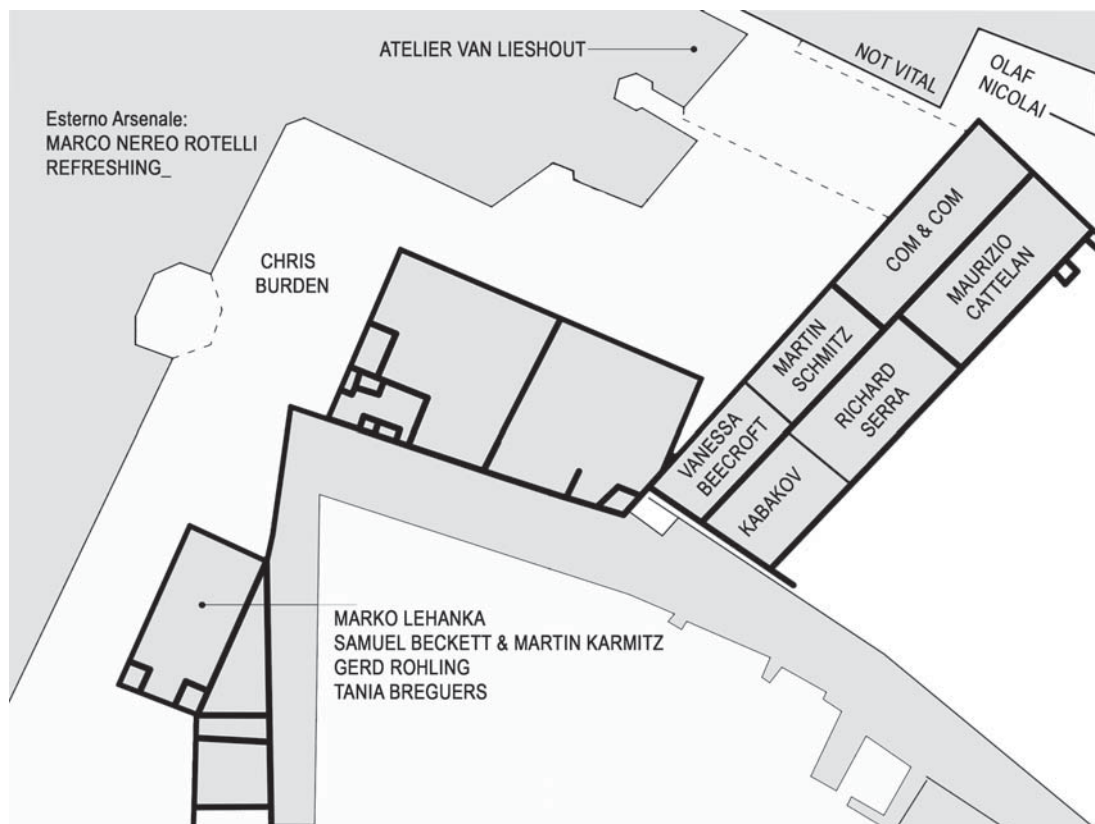 ATELIER VAN LIESHOUT
NOT VITAL
OLAF
NICOLAI
Esterno Arsenale:
MARCO NEREO ROTELLI
REFRESHING_
CHRIS
BURDEN
COM & COM
MAURIZIO
CATTELAN
MARTIN
SCHMITZ
RICHARD
SERRA
VANESSA
BEECROFT
KABAKOV
MARKO LEHANKA
SAMUEL BECKETT & MARTIN KARMITZ
GERD ROHLING
TANIA BREGUERS